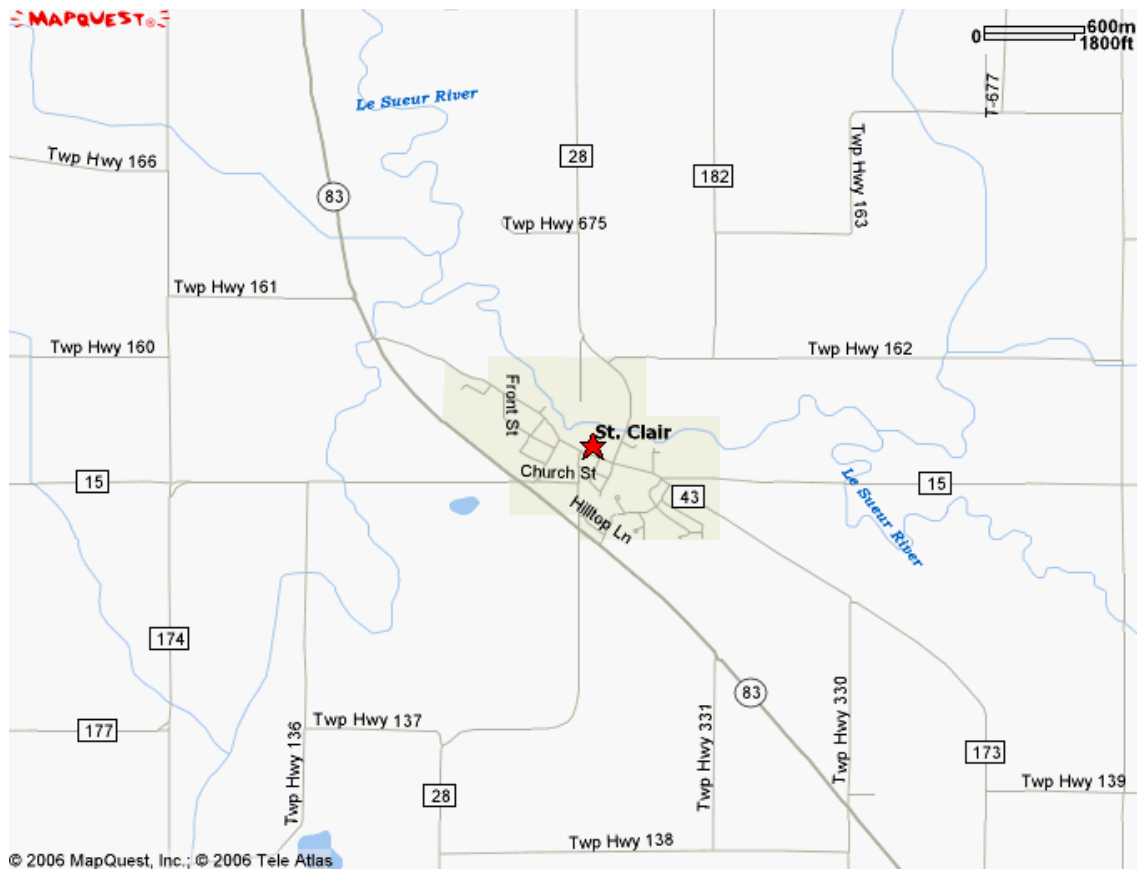 MAPQUEST®
0
600m
1800ft
T-677
Le Sueur River
28
Twp Hwy 166
182
Twp Hwy 163
83
Twp Hwy 675
Twp Hwy 161
Twp Hwy 160
Twp Hwy 162
Front St
St. Clair
Church St
15
15
43
Hilltop Ln
Le Sueur River
174
83
177
Twp Hwy 137
Twp Hwy 136
Twp Hwy 331
Twp Hwy 330
173
28
Twp Hwy 139
Twp Hwy 138
© 2006 MapQuest, Inc.; © 2006 Tele Atlas